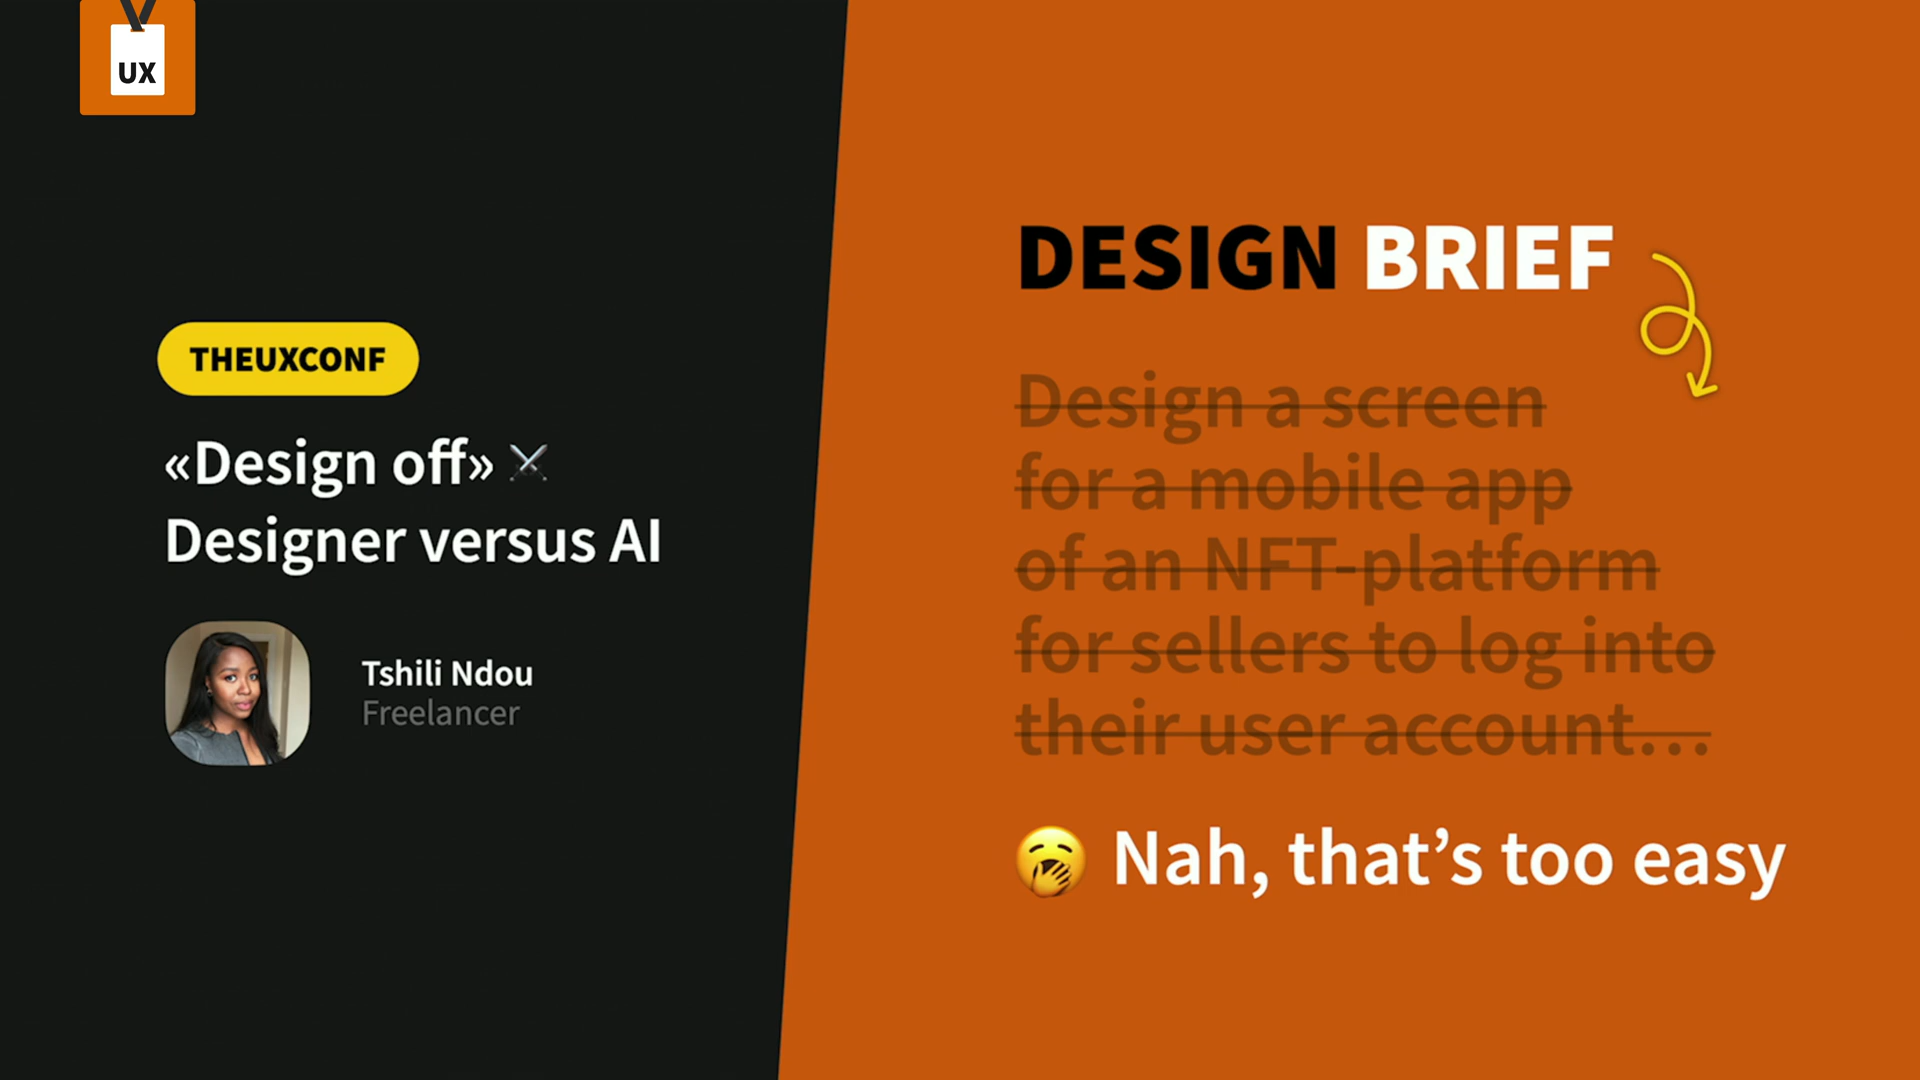 UX
THEUXCONF
«Design off» ⚔
Designer versus AI
Tshili Ndou
Freelancer
DESIGN BRIEF
Design a screen
for a mobile app
of an NFT-platform
for sellers to log into
their user account…
🥱 Nah, that’s too easy